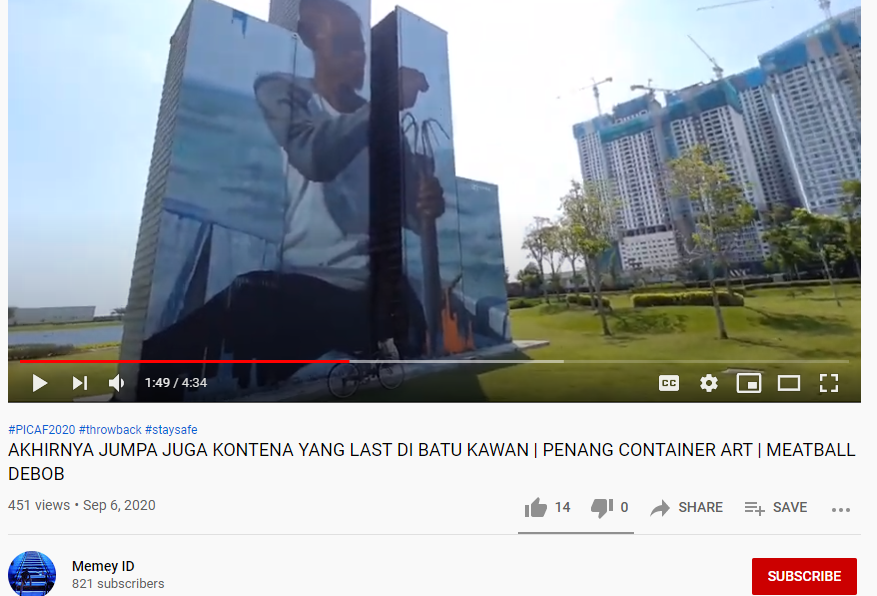 1:49 / 4:34
CC
#PICAF2020 #throwback #staysafe
AKHIRNYA JUMPA JUGA KONTENA YANG LAST DI BATU KAWAN | PENANG CONTAINER ART | MEATBALL
DEBOB
451 views • Sep 6, 2020
14 0 SHARE SAVE
Memey ID
821 subscribers
SUBSCRIBE